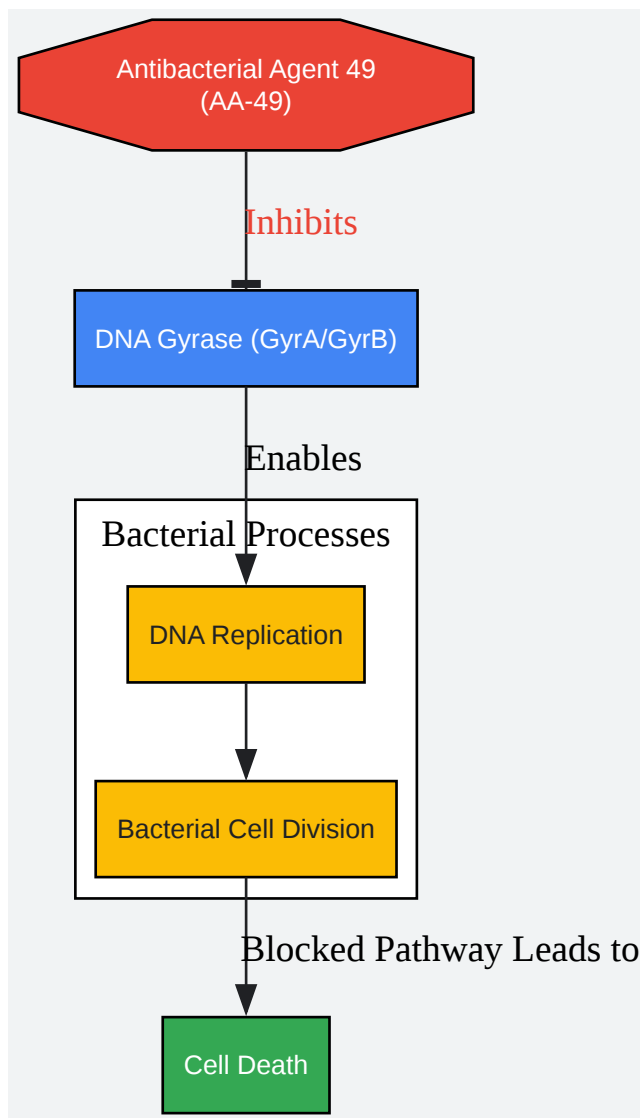 Antibacterial Agent 49
(AA-49)
Inhibits
DNA Gyrase (GyrA/GyrB)
Enables
Bacterial Processes
DNA Replication
Bacterial Cell Division
Blocked Pathway Leads to
Cell Death